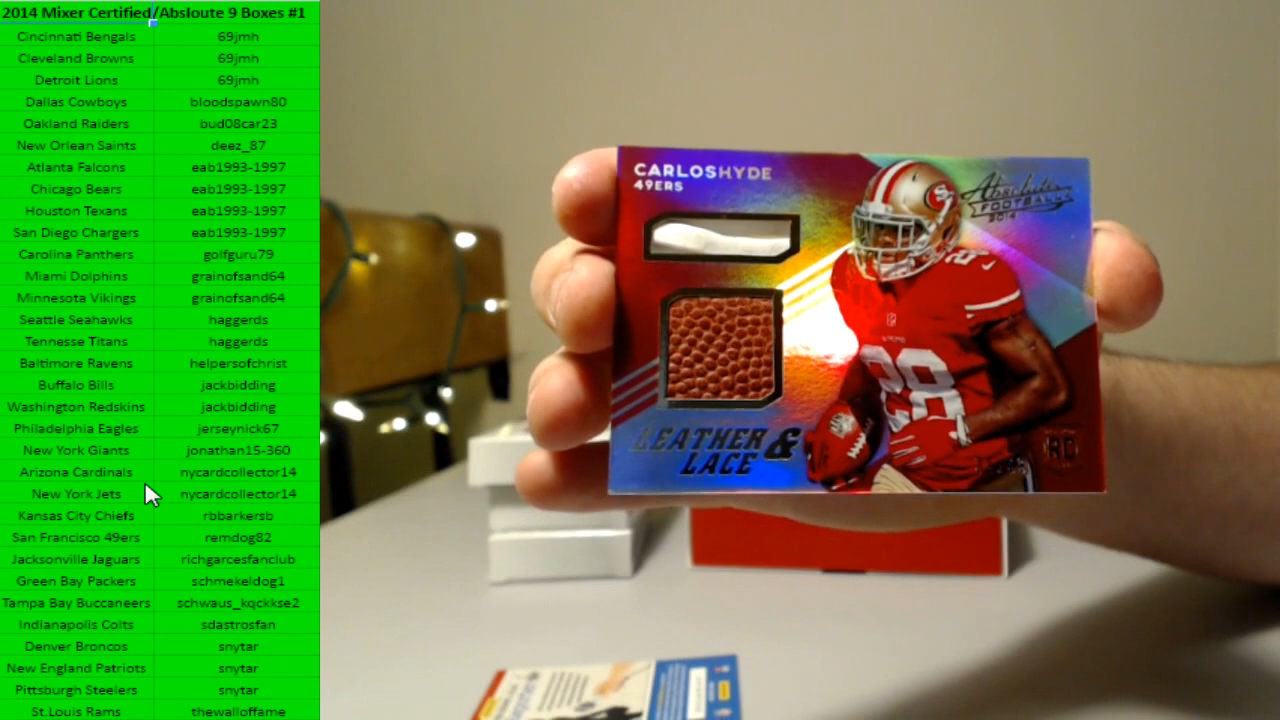 2014 Mixer Certified/Absloute 9 Boxes #1
Cincinnati Bengals 69jmh
Cleveland Browns 69jmh
Detroit Lions 69jmh
Dallas Cowboys bloodspawn80
Oakland Raiders bud08car23
New Orlean Saints deez_87
Atlanta Falcons eab1993-1997
Chicago Bears eab1993-1997
Houston Texans eab1993-1997
San Diego Chargers eab1993-1997
Carolina Panthers golfguru79
Miami Dolphins grainofsand64
Minnesota Vikings grainofsand64
Seattle Seahawks haggerds
Tennesse Titans haggerds
Baltimore Ravens helpersofchrist
Buffalo Bills jackbidding
Washington Redskins jackbidding
Philadelphia Eagles jerseynick67
New York Giants jonathan15-360
Arizona Cardinals nycardcollector14
New York Jets nycardcollector14
Kansas City Chiefs rbbarkersb
San Francisco 49ers remdog82
Jacksonville Jaguars richgarcesfanclub
Green Bay Packers schmekeldog1
Tampa Bay Buccaneers schwaus_kqckkse2
Indianapolis Colts sdastrosfan
Denver Broncos snytar
New England Patriots snytar
Pittsburgh Steelers snytar
St.Louis Rams thewalloffame
CARLOS HYDE
49ERS
Absolute
FOOTBALL
2014
28
LEATHER &
LACE
RC